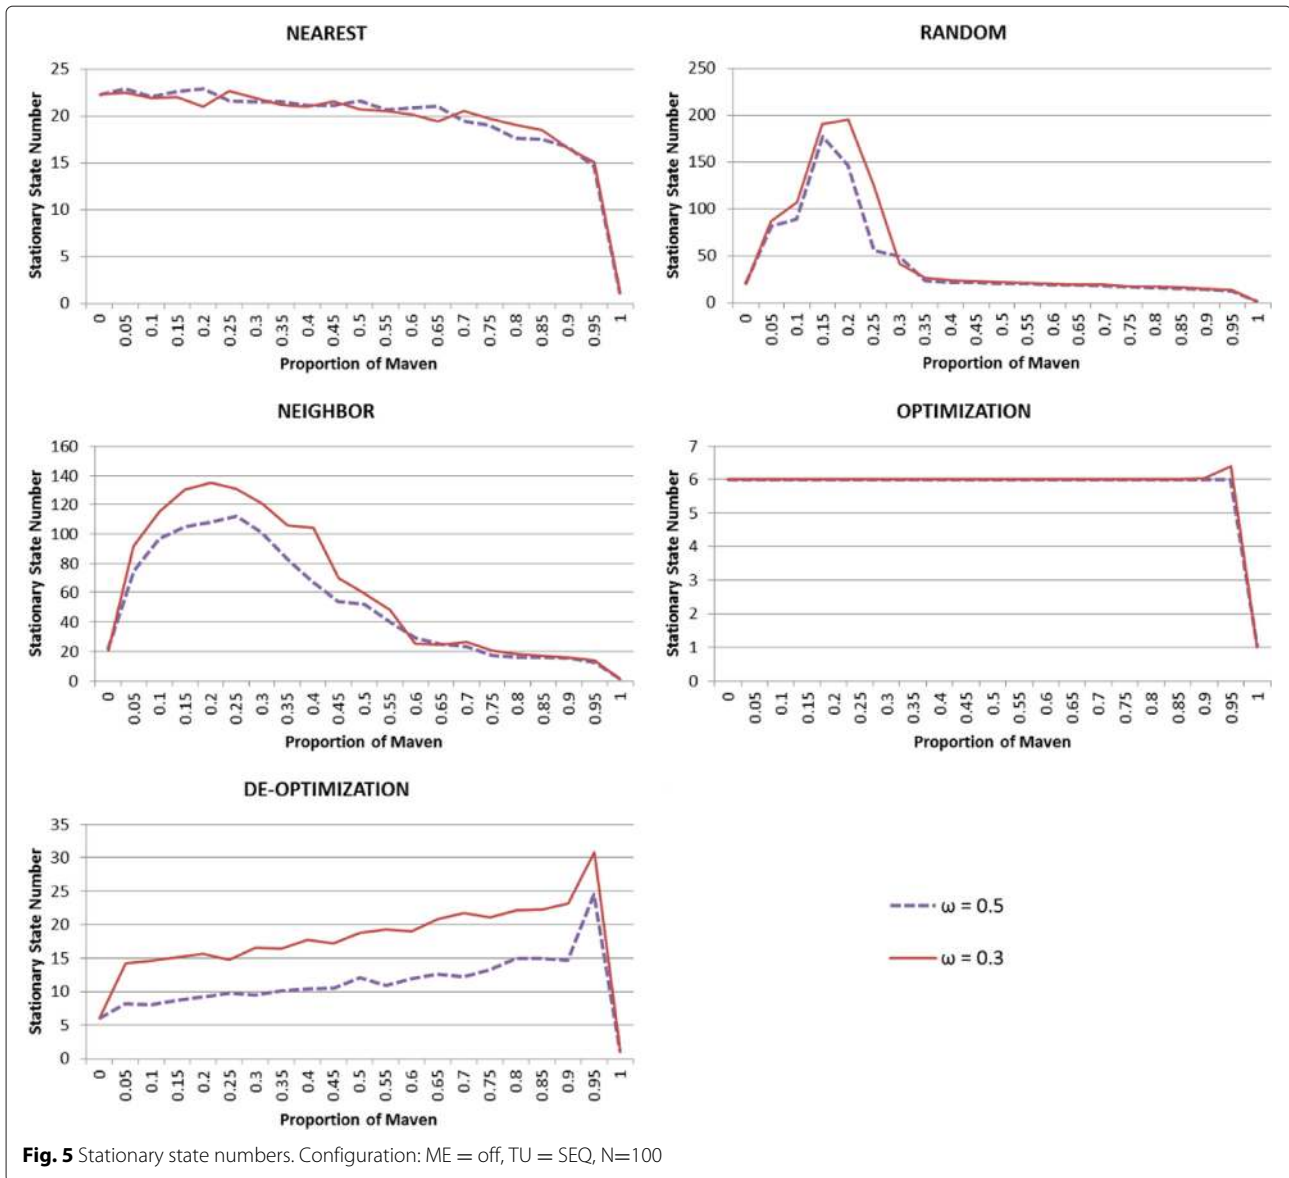 NEAREST
Stationary State Number
25
20
15
10
5
0
0 0.05 0.1 0.15 0.2 0.25 0.3 0.35 0.4 0.45 0.5 0.55 0.6 0.65 0.7 0.75 0.8 0.85 0.9 0.95 1
Proportion of Maven
RANDOM
Stationary State Number
250
200
150
100
50
0
0 0.05 0.1 0.15 0.2 0.25 0.3 0.35 0.4 0.45 0.5 0.55 0.6 0.65 0.7 0.75 0.8 0.85 0.9 0.95 1
Proportion of Maven
NEIGHBOR
Stationary State Number
160
140
120
100
80
60
40
20
0
0 0.05 0.1 0.15 0.2 0.25 0.3 0.35 0.4 0.45 0.5 0.55 0.6 0.65 0.7 0.75 0.8 0.85 0.9 0.95 1
Proportion of Maven
OPTIMIZATION
Stationary State Number
7
6
5
4
3
2
1
0
0 0.05 0.1 0.15 0.2 0.25 0.3 0.35 0.4 0.45 0.5 0.55 0.6 0.65 0.7 0.75 0.8 0.85 0.9 0.95 1
Proportion of Maven
DE-OPTIMIZATION
Stationary State Number
35
30
25
20
15
10
5
0
0 0.05 0.1 0.15 0.2 0.25 0.3 0.35 0.4 0.45 0.5 0.55 0.6 0.65 0.7 0.75 0.8 0.85 0.9 0.95 1
Proportion of Maven
ω = 0.5
ω = 0.3
Fig. 5 Stationary state numbers. Configuration: ME = off, TU = SEQ, N=100